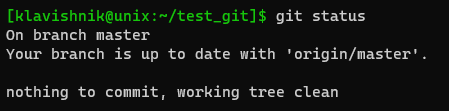 [klavishnik@unix:~/test_git]$ git status
On branch master
Your branch is up to date with 'origin/master'.

nothing to commit, working tree clean